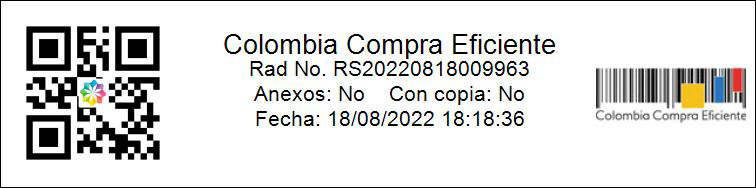 Colombia Compra Eficiente
Rad No. RS20220818009963
Anexos: No    Con copia: No
Fecha: 18/08/2022 18:18:36
Colombia Compra Eficiente